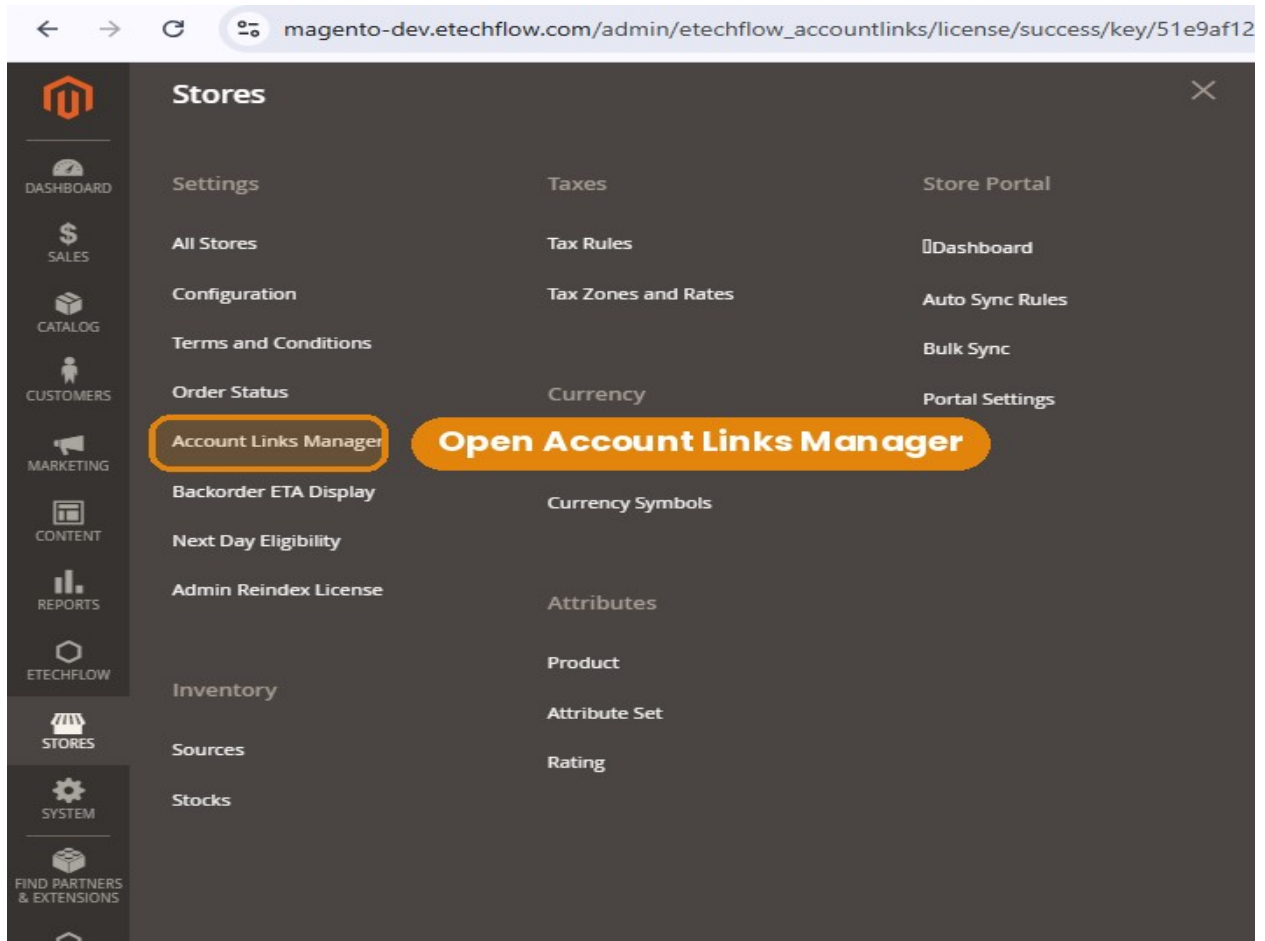 magento-dev.etechflow.com/admin/etechflow_accountlinks/license/success/key/51e9af12
Stores
DASHBOARD
SALES
CATALOG
CUSTOMERS
MARKETING
CONTENT
REPORTS
ETECHFLOW
STORES
SYSTEM
FIND PARTNERS
& EXTENSIONS
Settings
All Stores
Configuration
Terms and Conditions
Order Status
Account Links Manager
Open Account Links Manager
Backorder ETA Display
Next Day Eligibility
Admin Reindex License
Inventory
Sources
Stocks
Taxes
Tax Rules
Tax Zones and Rates
Currency
Currency Symbols
Attributes
Product
Attribute Set
Rating
Store Portal
Dashboard
Auto Sync Rules
Bulk Sync
Portal Settings